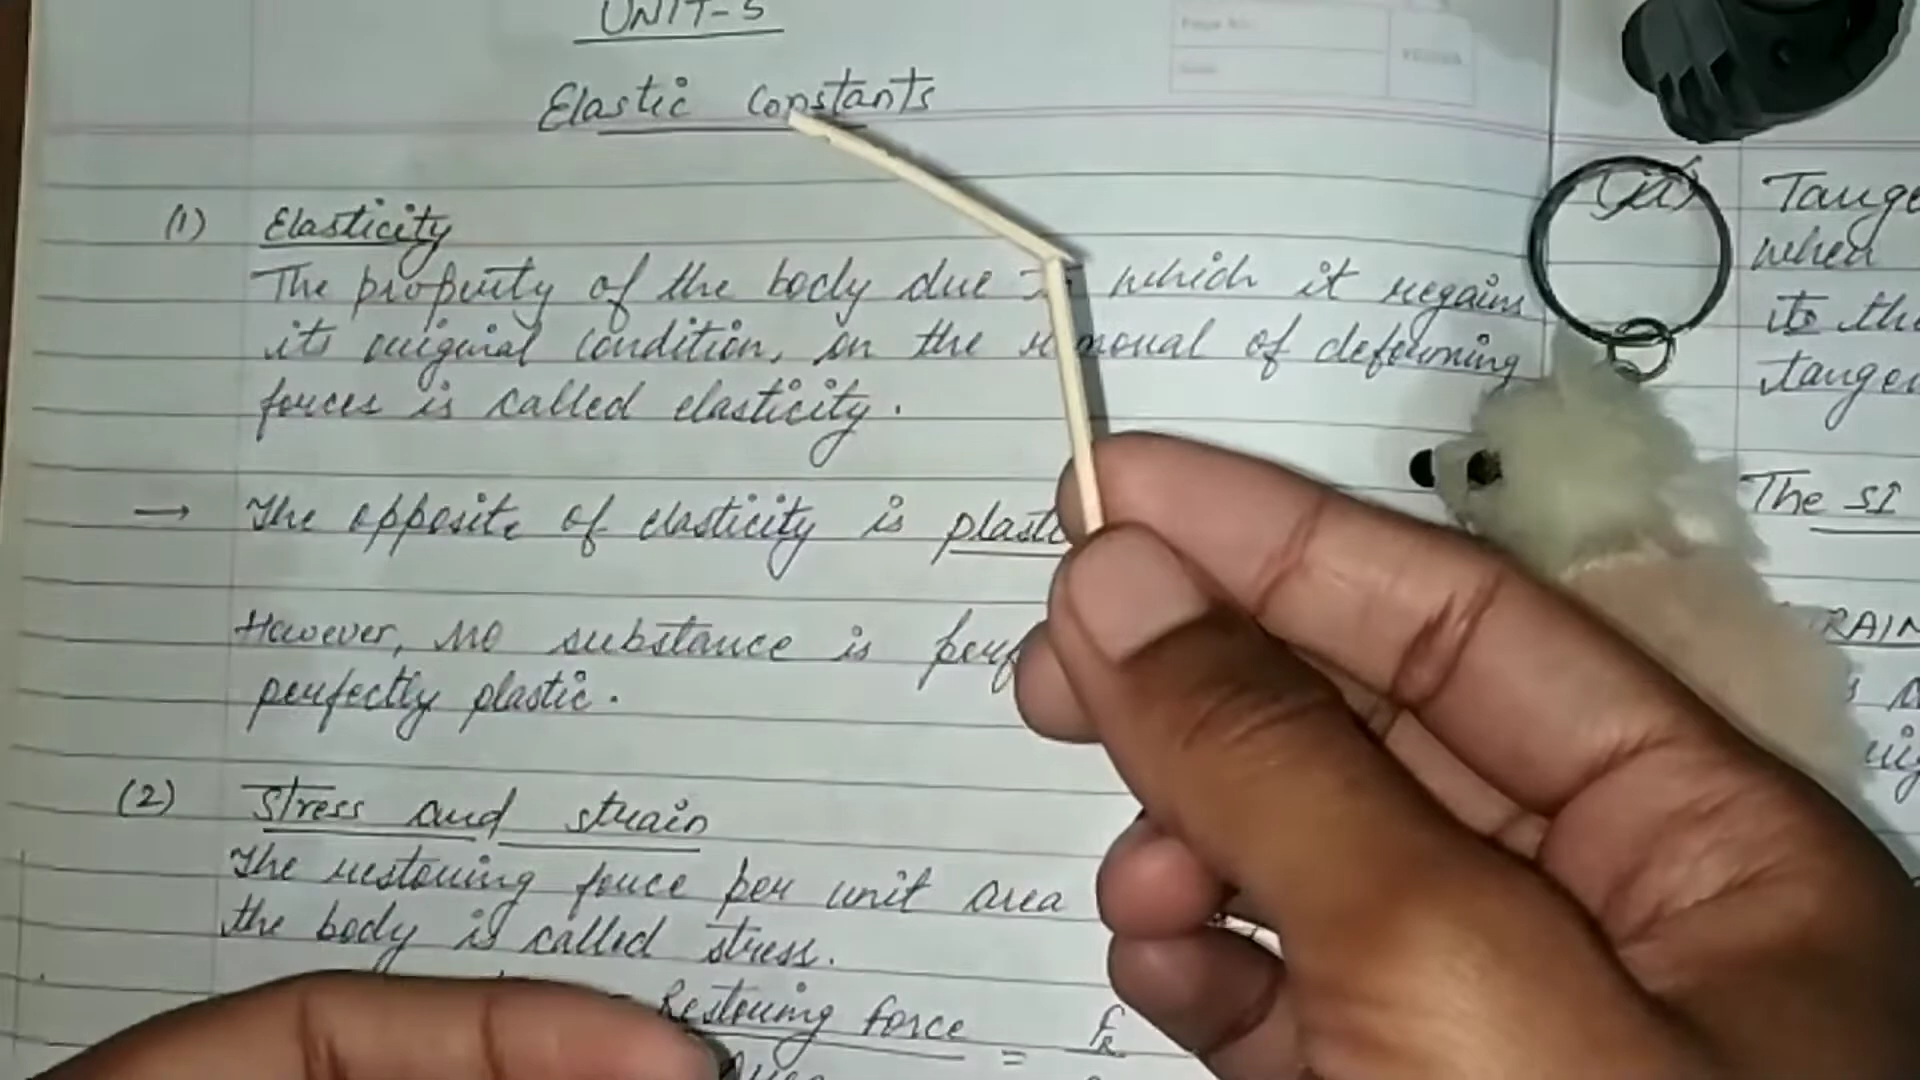 UNIT-5
Elastic Constants
(1) Elasticity
The property of the body due which it regains
its original condition, on the removal of deforming
forces is called elasticity.
→ The opposite of elasticity is
However, no substance is
perfectly plastic.
(2) Stress and strain
The restoring force per unit area
the body is called stress.
Restoring force =
(ii) 
when
its
The SI